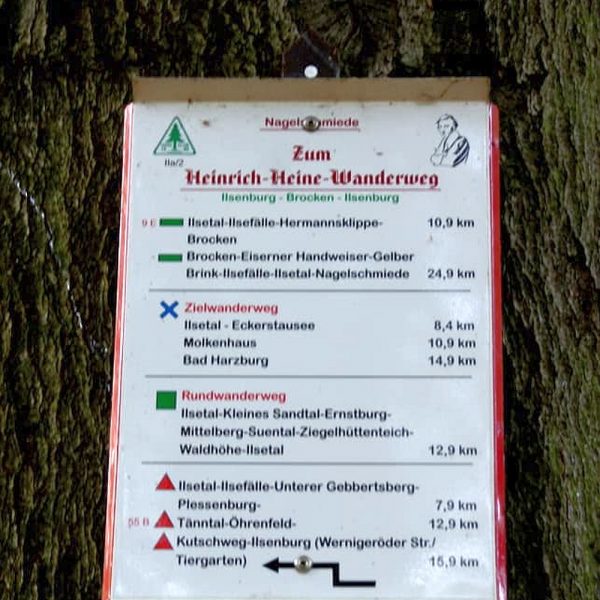 Nagelschmiede
IIa/2
Zum
Heinrich-Heine-Wanderweg
Ilsenburg - Brocken - Ilsenburg
9 E Ilsetal-Ilsefälle-Hermannsklippe- 10,9 km
Brocken
Brocken-Eiserner Handweiser-Gelber
Brink-Ilsefälle-Ilsetal-Nagelschmiede 24,9 km
Zielwanderweg
Ilsetal - Eckerstausee 8,4 km
Molkenhaus 10,9 km
Bad Harzburg 14,9 km
Rundwanderweg
Ilsetal-Kleines Sandtal-Ernstburg-
Mittelberg-Suental-Ziegelhüttenteich-
Waldhöhe-Ilsetal 12,9 km
Ilsetal-Ilsefälle-Unterer Gebbertsberg-
Plessenburg- 7,9 km
55 B Tänntal-Öhrenfeld- 12,9 km
Kutschweg-Ilsenburg (Wernigeröder Str./
Tiergarten) 15,9 km